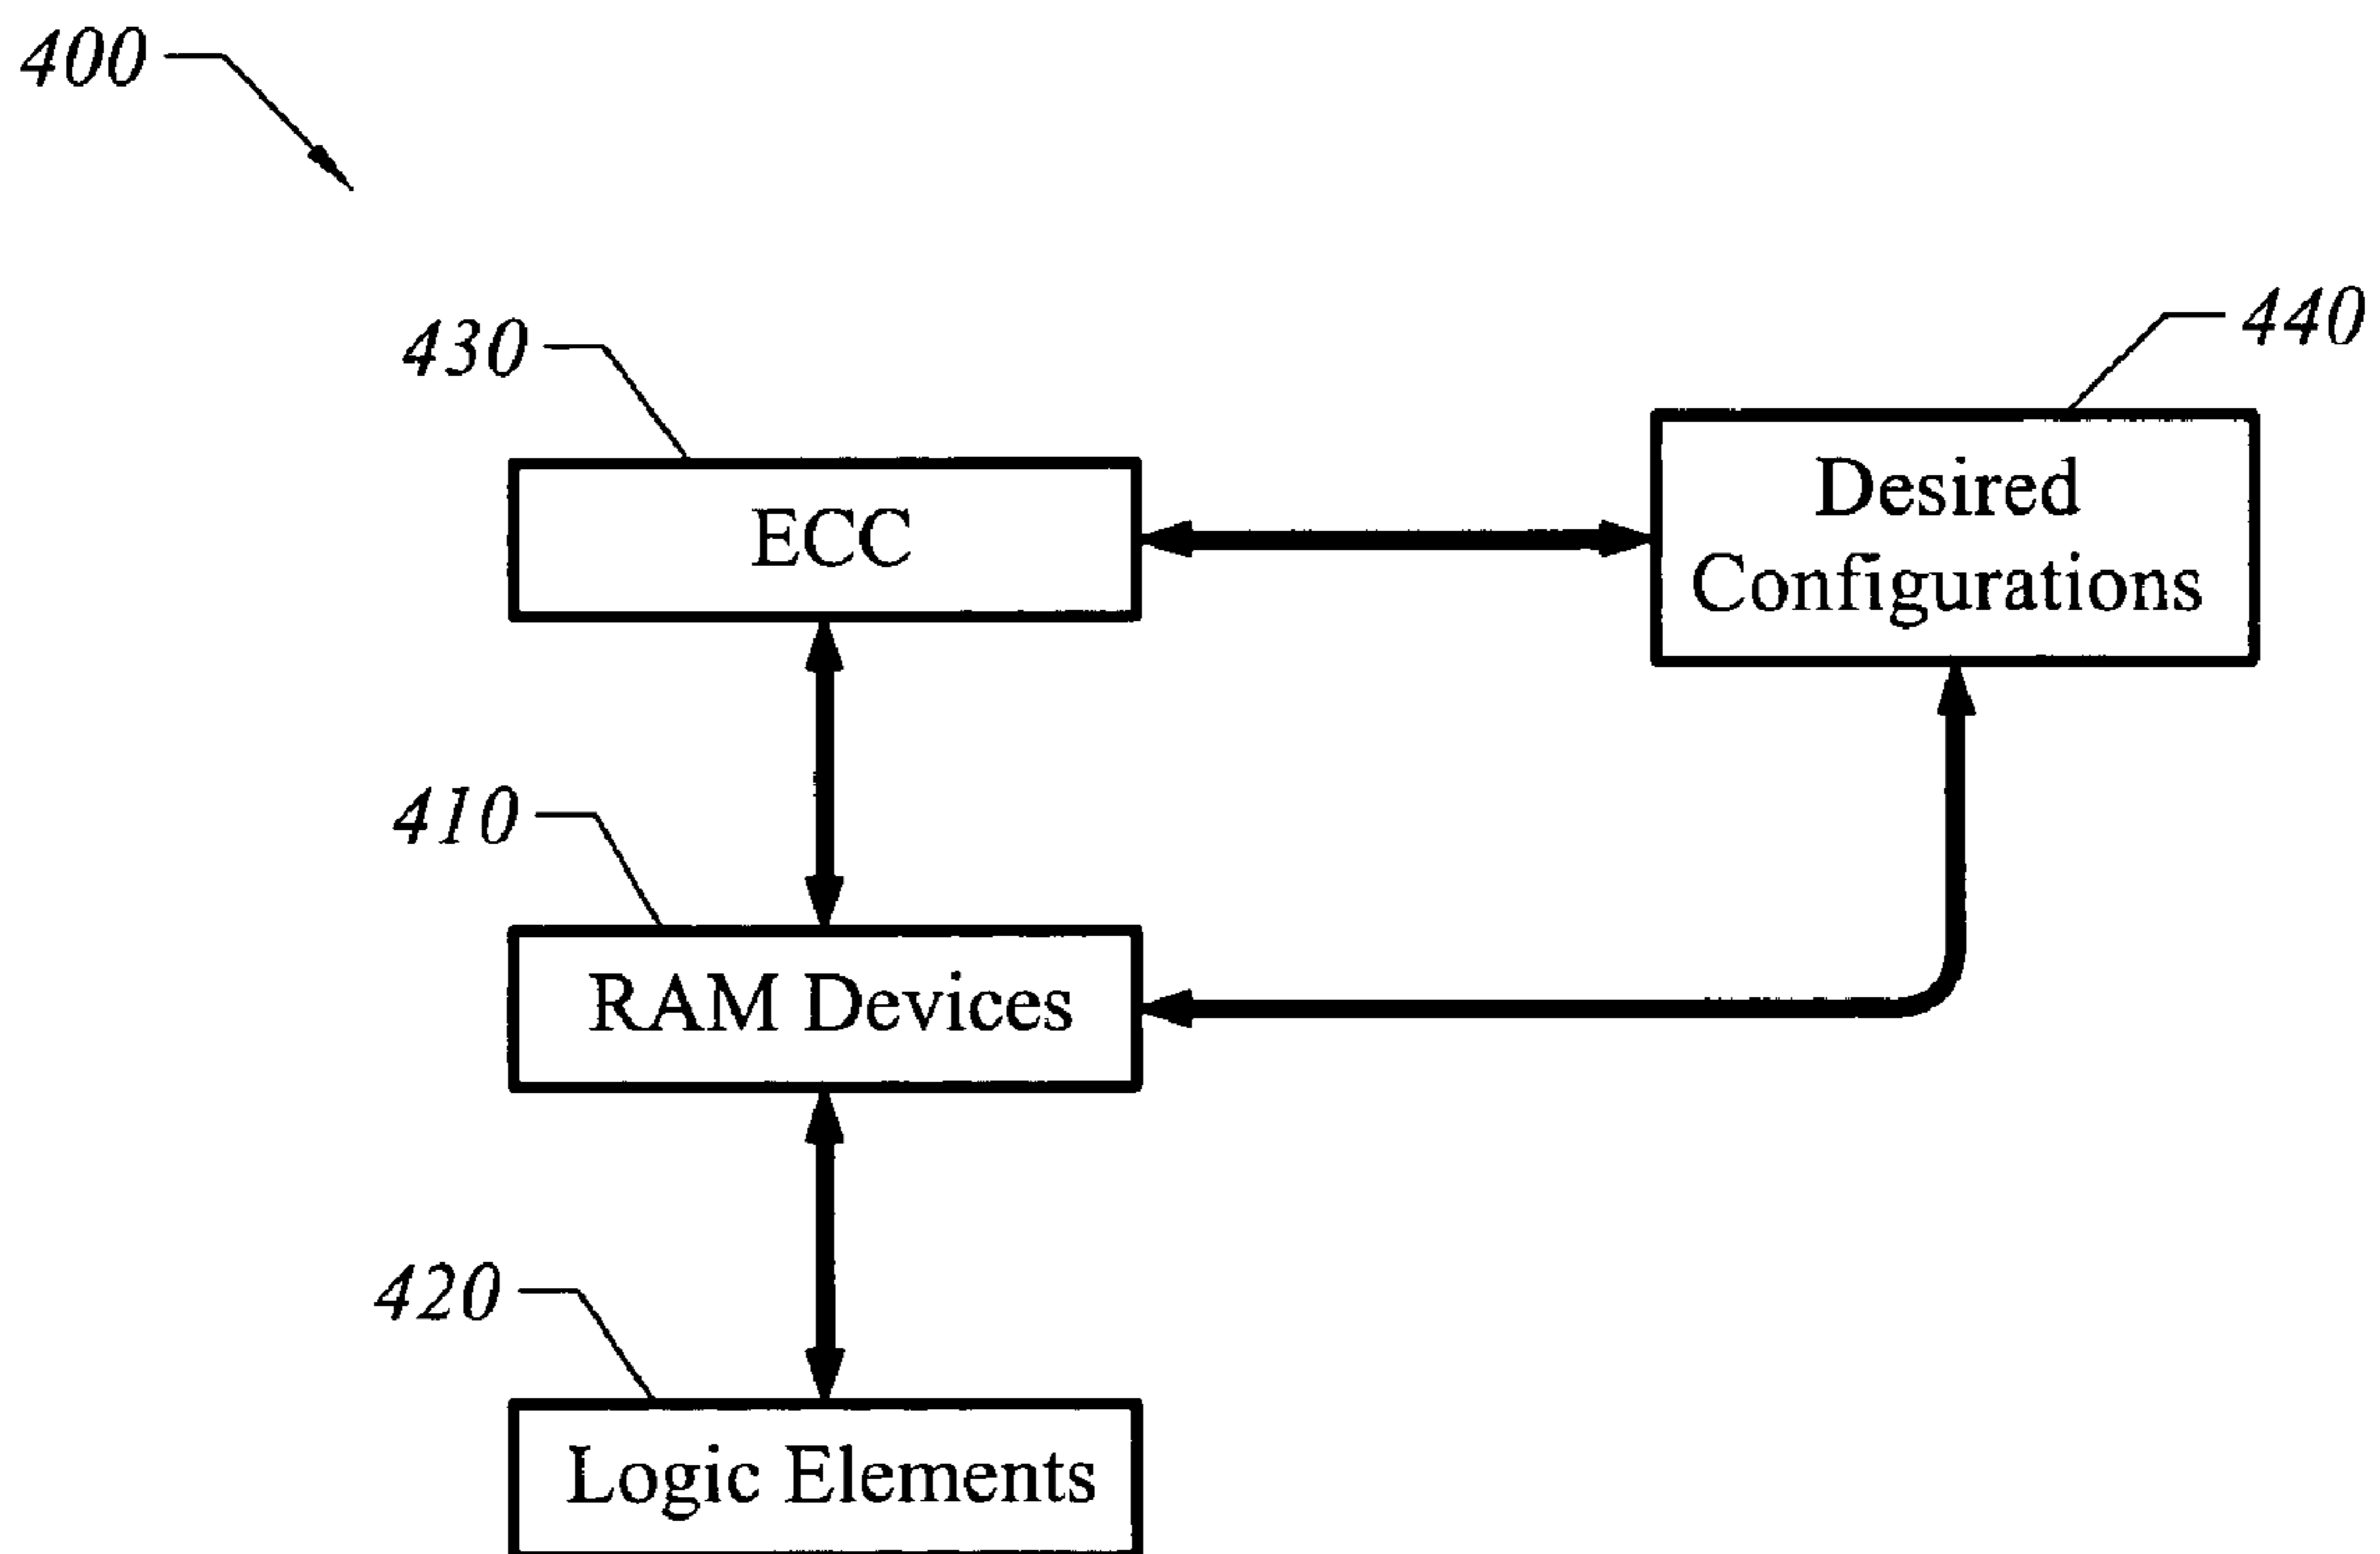 400
440
430
Desired
Configurations
ECC
410
RAM Devices
420
Logic Elements